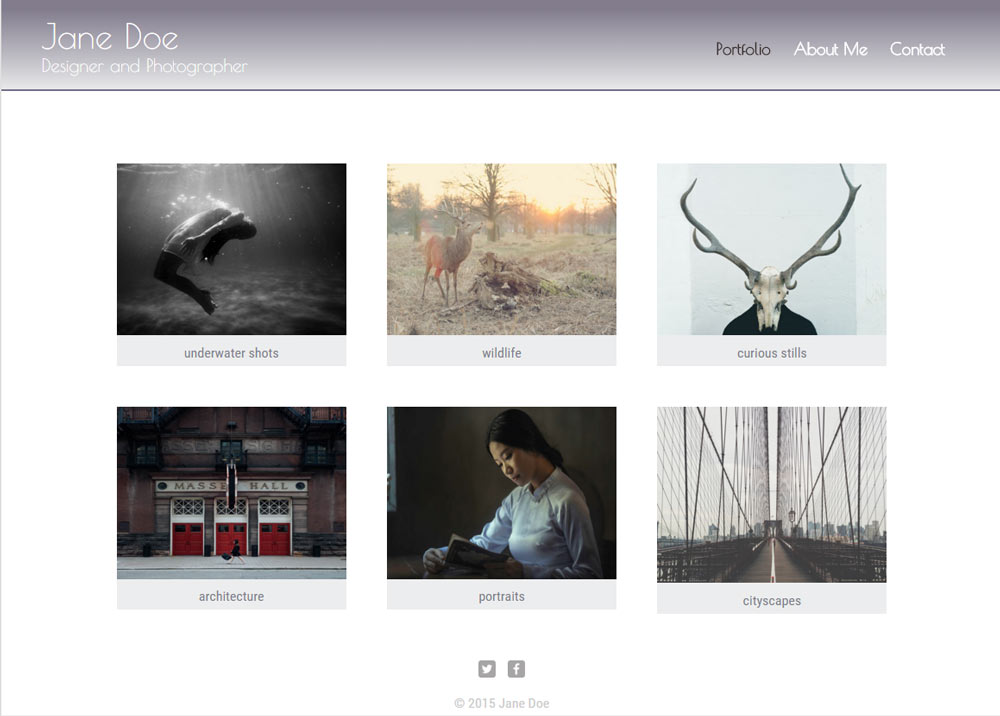 Jane Doe
Designer and Photographer
Portfolio About Me Contact
underwater shots
wildlife
curious stills
MASSEY HALL
architecture
portraits
cityscapes
© 2015 Jane Doe